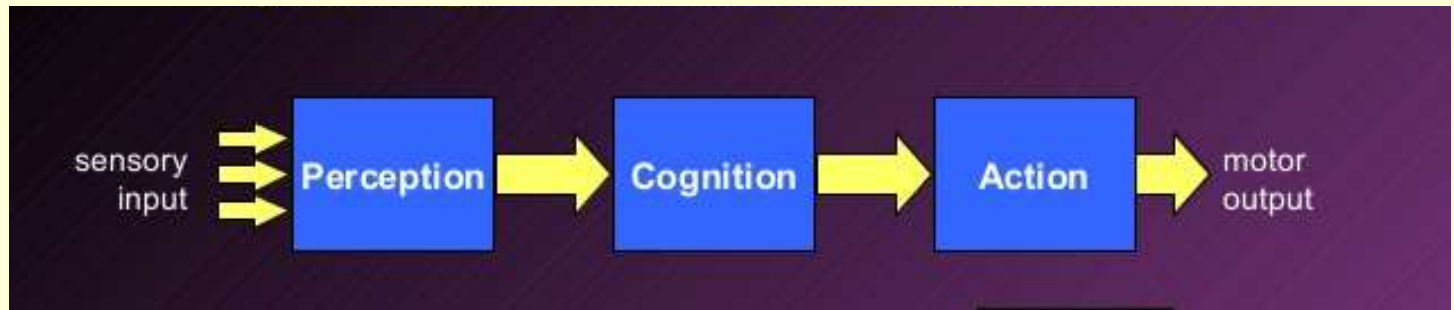 sensory
input
Perception
Cognition
Action
motor
output